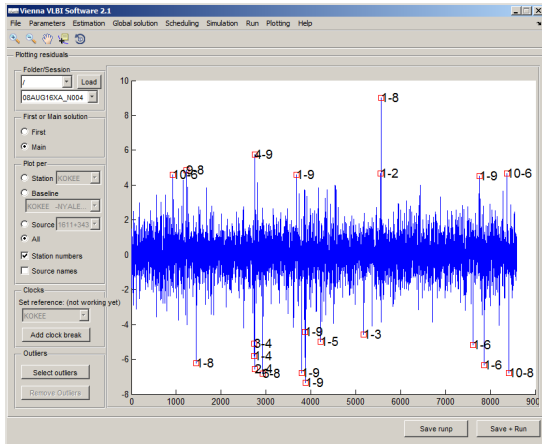 Vienna VLBI Software 2.1
File Parameters Estimation Global solution Scheduling Simulation Run Plotting Help
Plotting residuals
Folder/Session
/ Load
08AUG16XA_N004
First or Main solution
First
Main
Plot per
Station KOKEE
Baseline
KOKEE -NYALE...
Source 1611+343
All
Station numbers
Source names
Clocks
Set reference: (not working yet)
KOKEE
Add clock break
Outliers
Select outliers
Remove Outliers
10
8
6
4
2
0
-2
-4
-6
-8
0 1000 2000 3000 4000 5000 6000 7000 8000 900
1-8
4-9
10-6
9-8
1-9
1-2
1-9
10-6
1-8
3-4
1-4
2-4
6-8
1-9
1-5
1-9
1-9
1-3
1-6
1-6
10-8
Save runp Save + Run